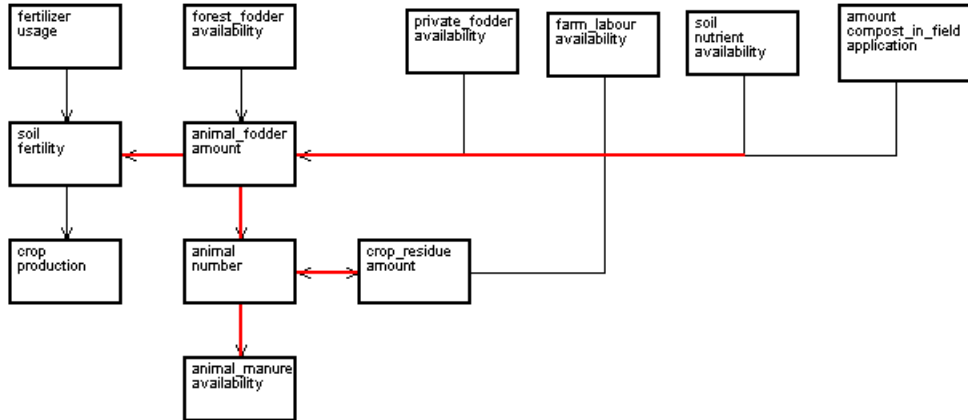 fertilizer
usage
forest_fodder
availability
private_fodder
availability
farm_labour
availability
soil
nutrient
availability
amount
compost_in_field
application
soil
fertility
animal_fodder
amount
crop
production
animal
number
crop_residue
amount
animal_manure
availability